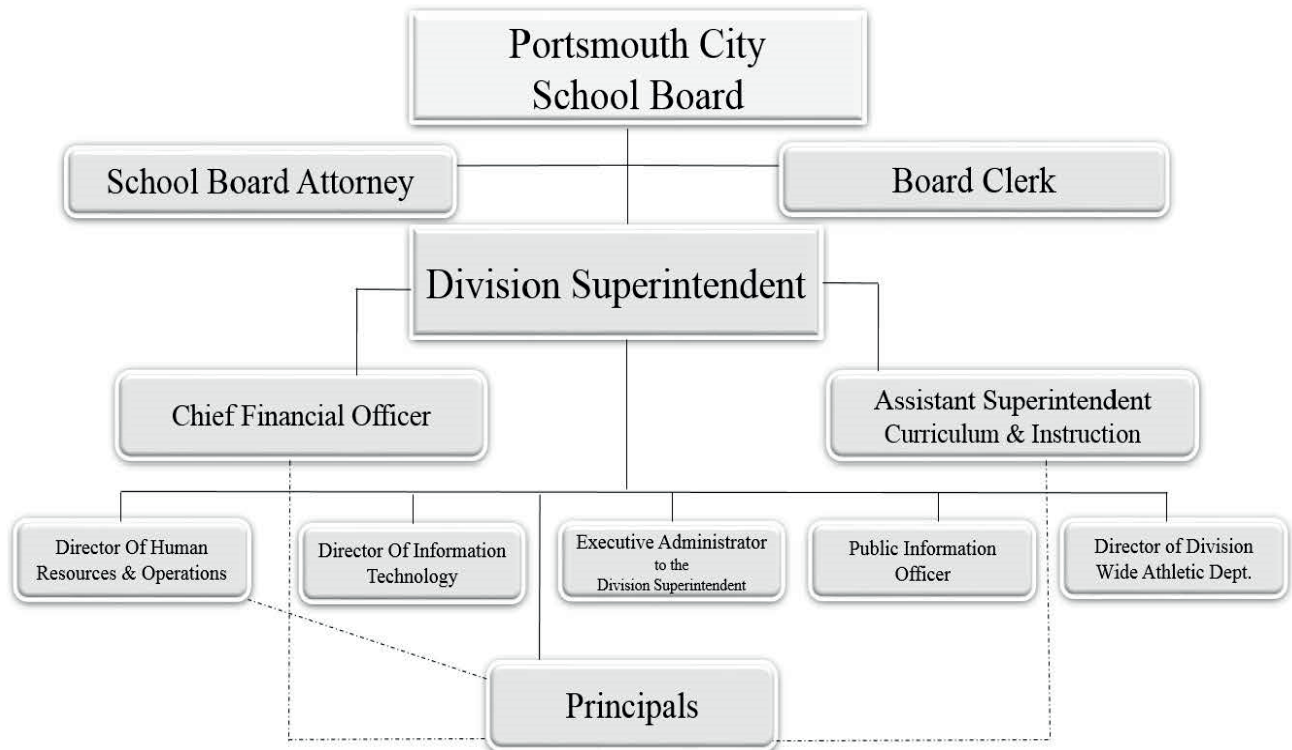 Portsmouth City
School Board
School Board Attorney
Board Clerk
Division Superintendent
Chief Financial Officer
Assistant Superintendent
Curriculum & Instruction
Director Of Human
Resources & Operations
Director Of Information
Technology
Executive Administrator
to the
Division Superintendent
Public Information
Officer
Director of Division
Wide Athletic Dept.
Principals